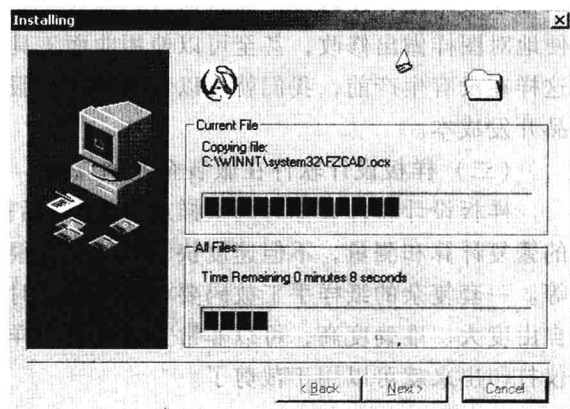 Installing
Current File
Copying file:
C:\WINNT\system32\FZCAD.ocx
All Files
Time Remaining 0 minutes 8 seconds
< Back
Next >
Cancel